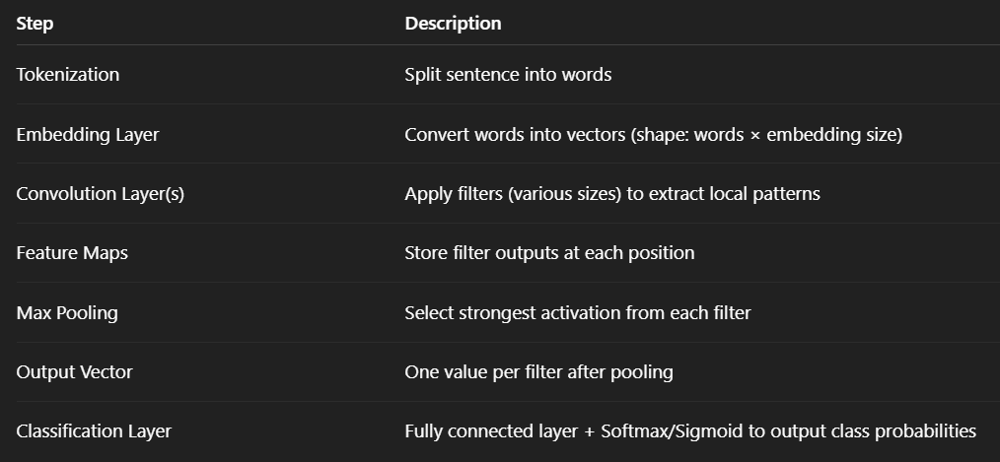 Step Description
Tokenization Split sentence into words
Embedding Layer Convert words into vectors (shape: words × embedding size)
Convolution Layer(s) Apply filters (various sizes) to extract local patterns
Feature Maps Store filter outputs at each position
Max Pooling Select strongest activation from each filter
Output Vector One value per filter after pooling
Classification Layer Fully connected layer + Softmax/Sigmoid to output class probabilities